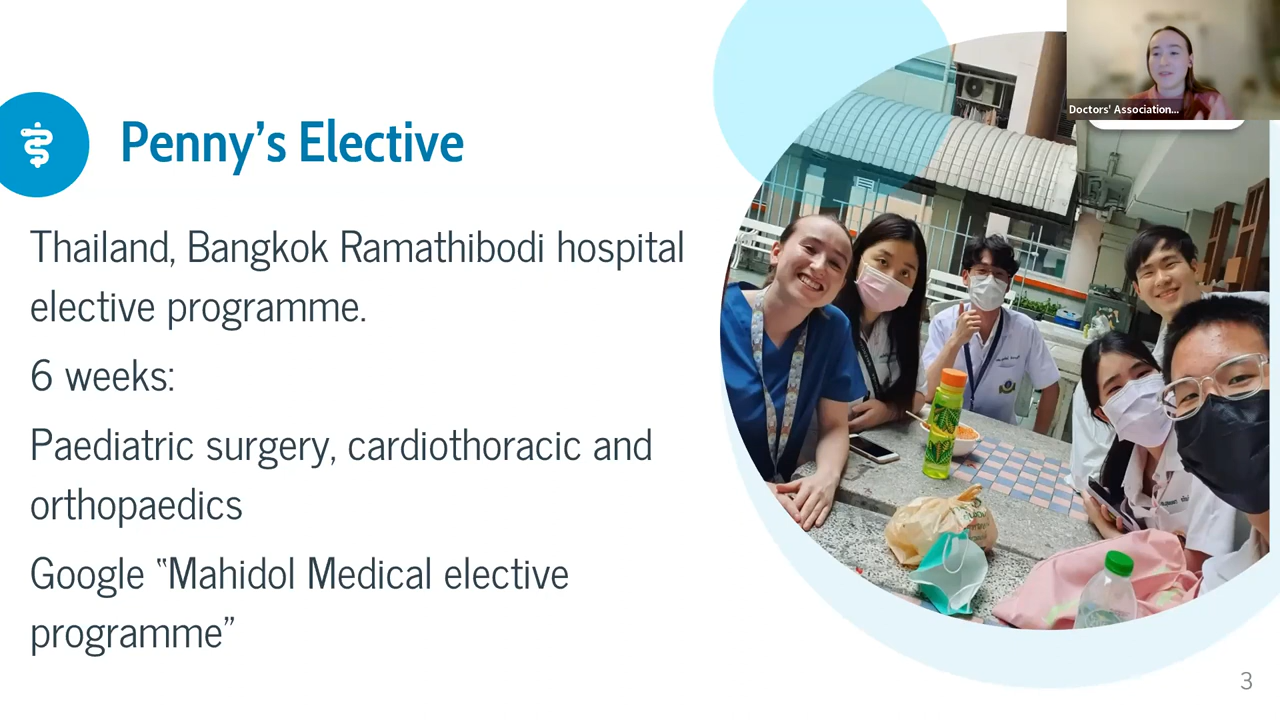 Penny's Elective
Thailand, Bangkok Ramathibodi hospital
elective programme.
6 weeks:
Paediatric surgery, cardiothoracic and
orthopaedics
Google “Mahidol Medical elective
programme”
Doctors' Association...
3